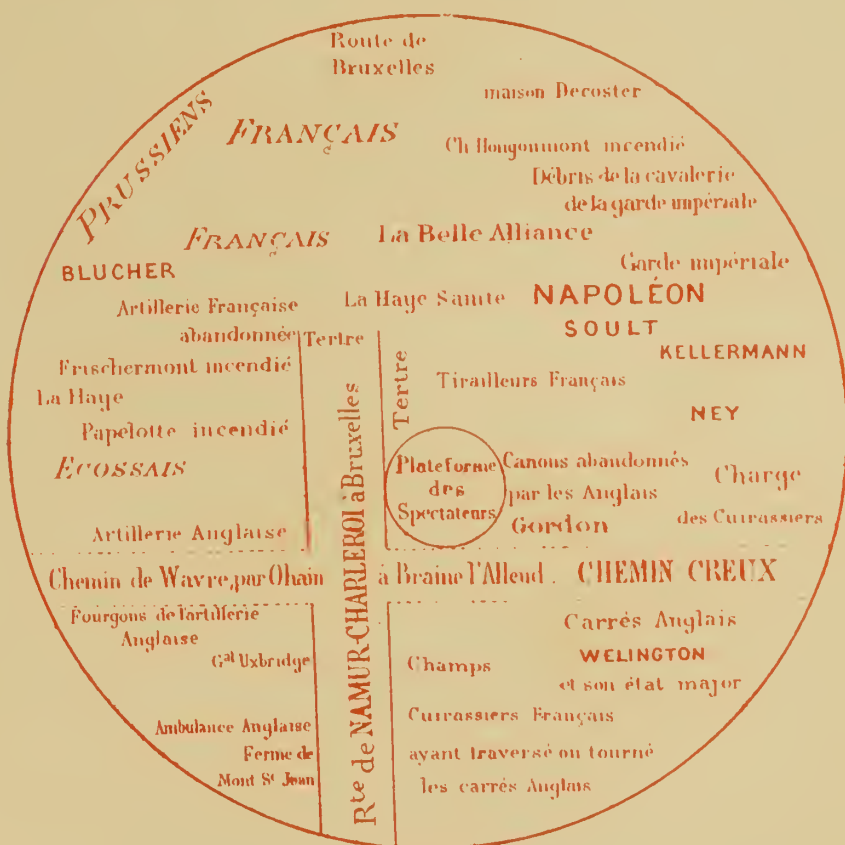 Route de
Bruxelles
maison Decoster
PRUSSIENS
FRANÇAIS
Ch Hougoumont incendié
Débris de la cavalerie
de la garde impériale
FRANÇAIS
La Belle Alliance
BLUCHER
Garde impériale
Artillerie Française
abandonnée
La Haye Sainte
NAPOLÉON
SOULT
Tertre
Tertre
KELLERMANN
Frischermont incendié
La Haye
Tirailleurs Français
NEY
Papelotte incendié
ECOSSAIS
Plateforme
des
Spectateurs
Canons abandonnés
par les Anglais
Gordon
Charge
des Cuirassiers
Artillerie Anglaise
Chemin de Wavre, par Ohain
à Braine l'Alleud.
CHEMIN CREUX
Rte de NAMUR-CHARLEROI à Bruxelles
Fourgons de l'artillerie
Anglaise
Gal Uxbridge
Carrés Anglais
WELINGTON
et son état major
Champs
Ambulance Anglaise
Ferme de
Mont St Jean
Cuirassiers Français
ayant traversé ou tourné
les carrés Anglais